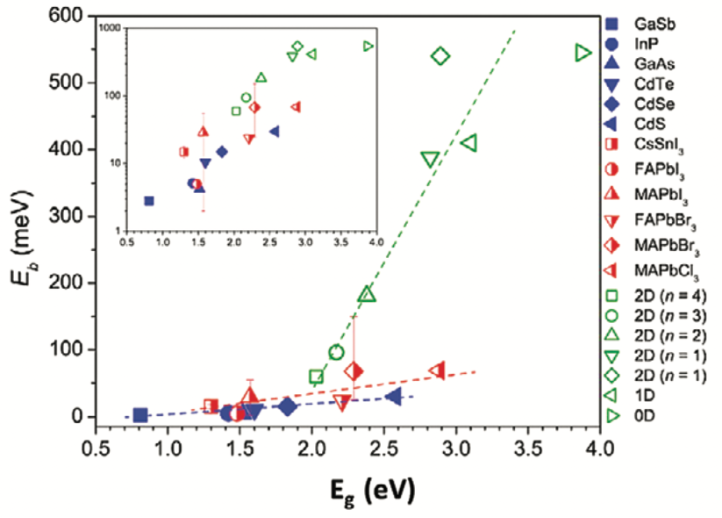 600
500
400
300
200
100
0
E_b (meV)
0.5 1.0 1.5 2.0 2.5 3.0 3.5 4.0
E_g (eV)
1000
100
10
1
0.5 1.0 1.5 2.0 2.5 3.0 3.5 4.0
GaSb
InP
GaAs
CdTe
CdSe
CdS
CsSnI₃
FAPbI₃
MAPbI₃
FAPbBr₃
MAPbBr₃
MAPbCl₃
2D (n = 4)
2D (n = 3)
2D (n = 2)
2D (n = 1)
2D (n = 1)
1D
0D